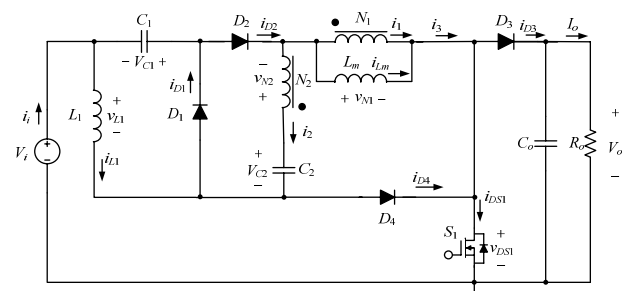 C1
D2
iD2
N1
i1
i3
D3
iD3
Io
− VC1 +
−
vN2
+
N2
Lm
iLm
+ vN1 −
iD1
D1
ii
L1
+
vL1
−
iL1
i2
+
VC2
−
C2
Vi
Co
Ro
+
Vo
−
iD4
D4
iDS1
S1
+
vDS1
−